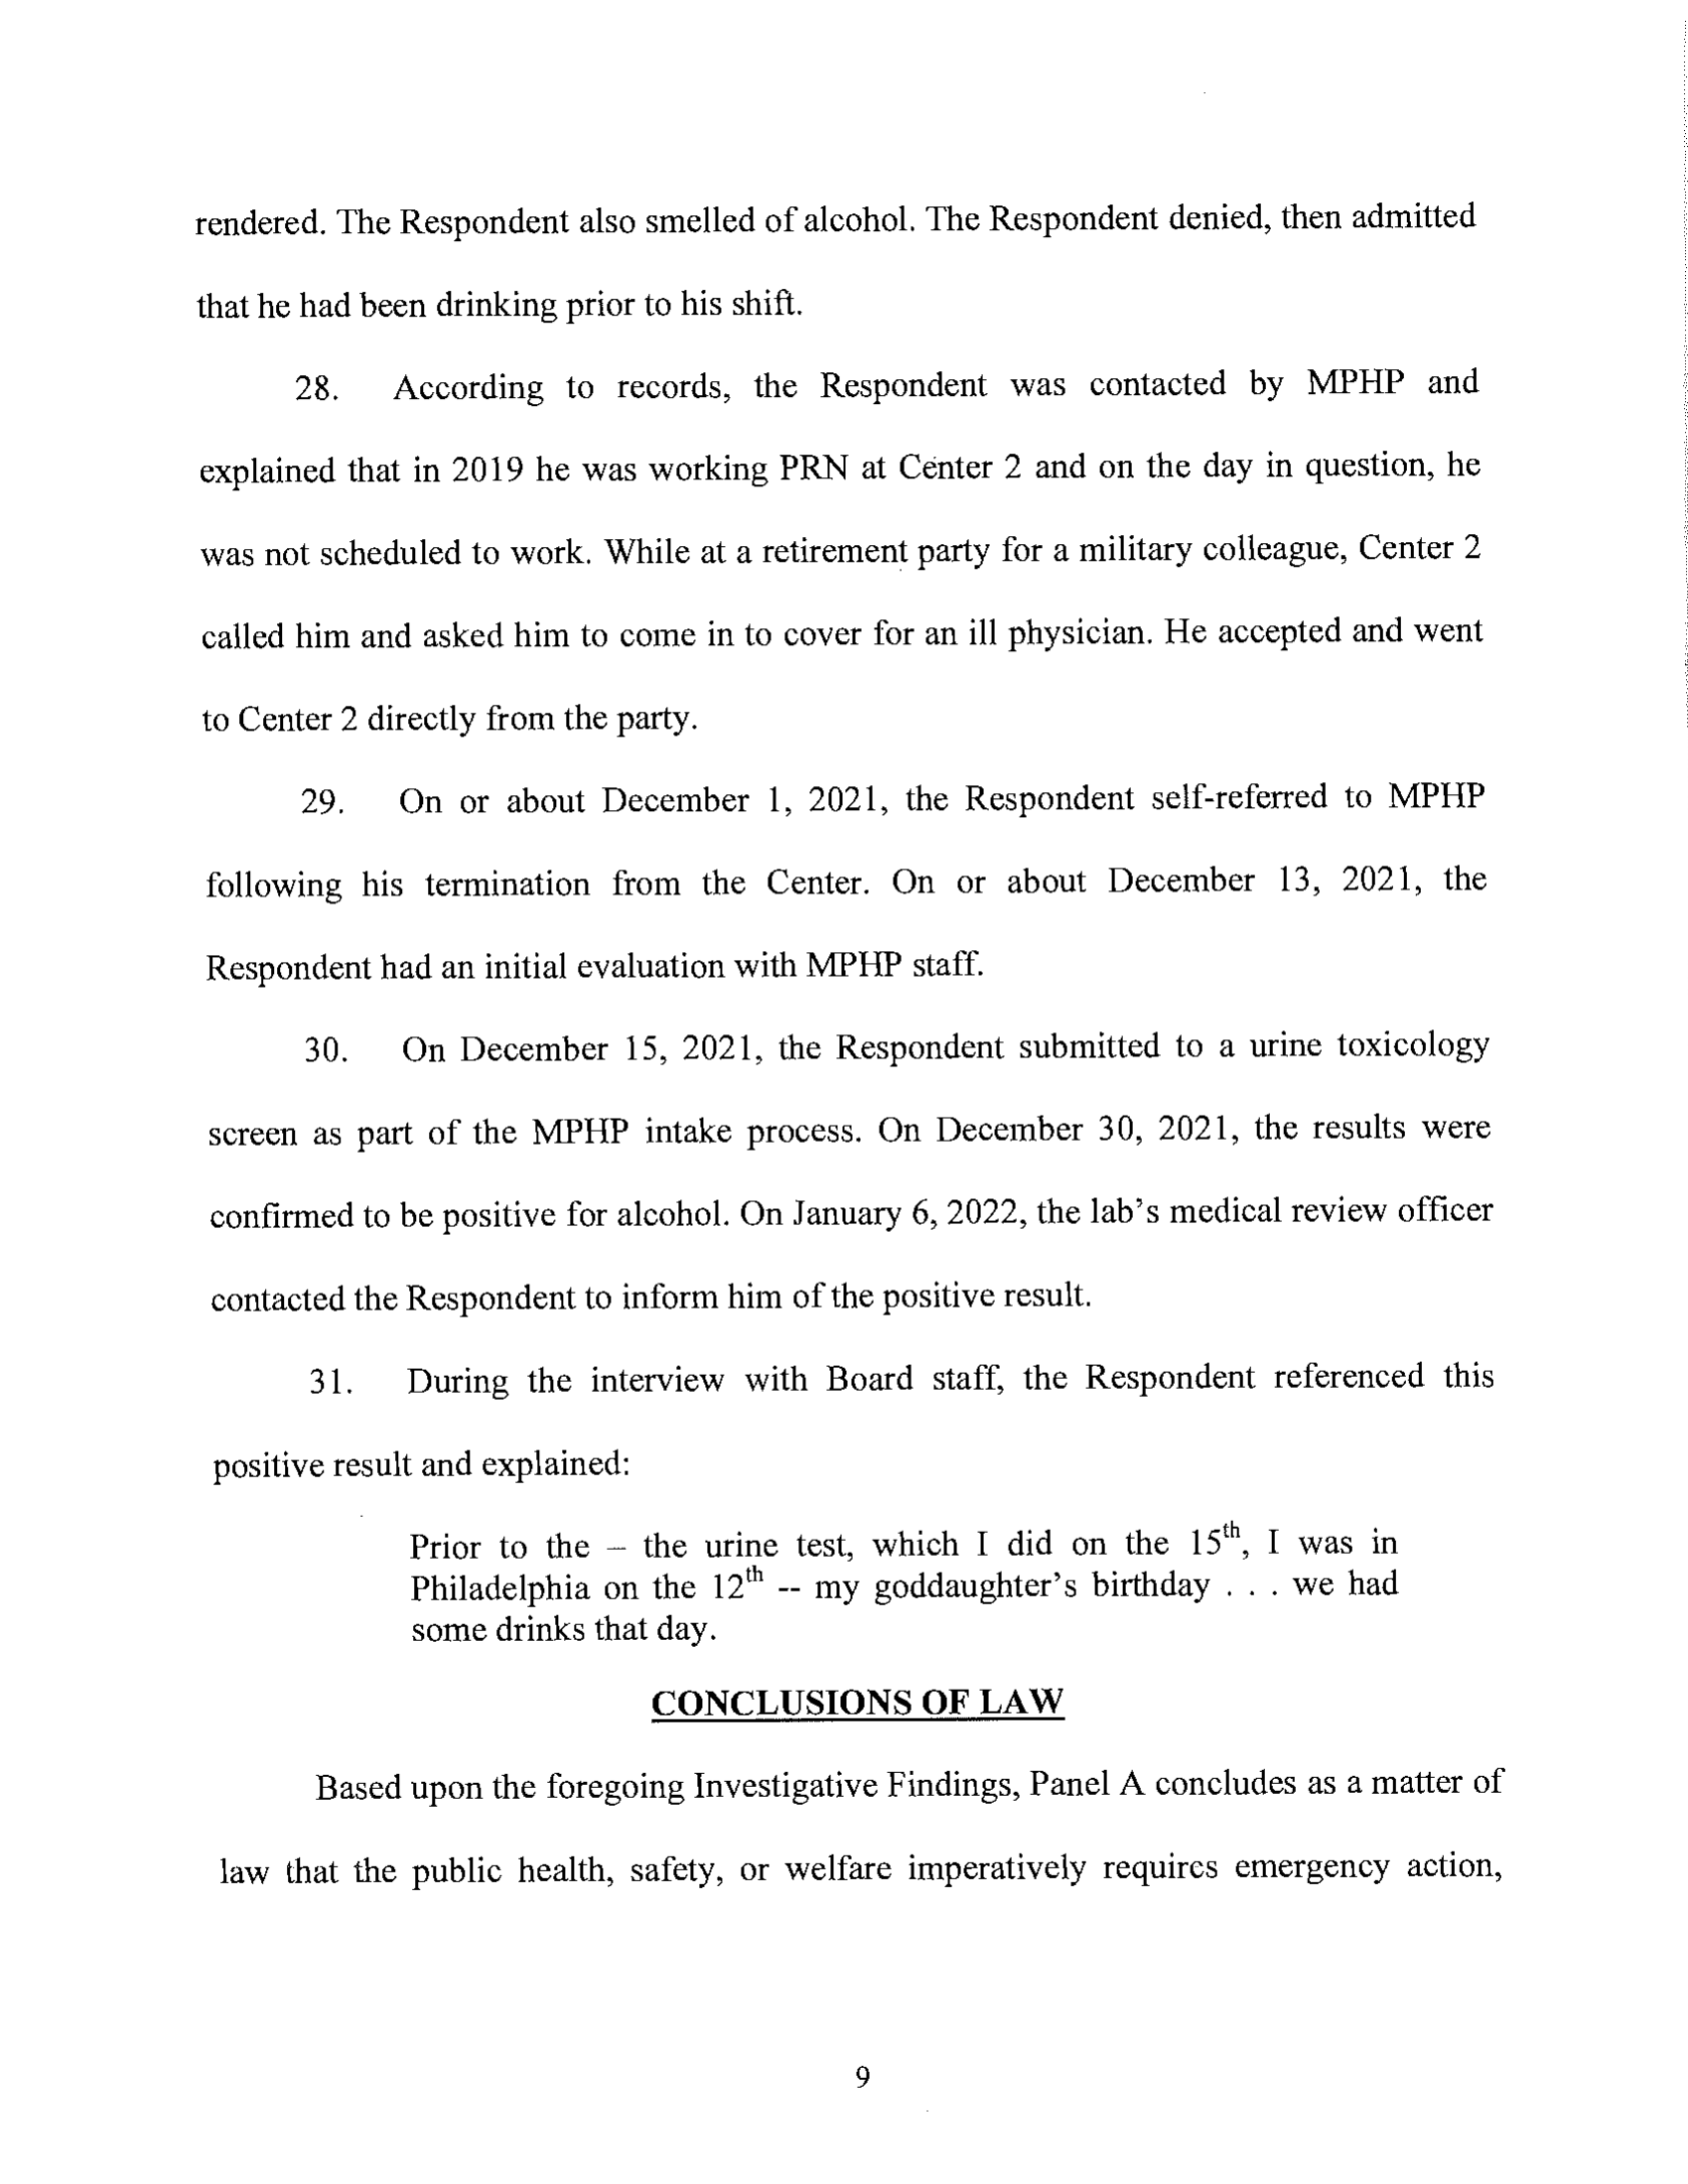 rendered. The Respondent also smelled of alcohol. The Respondent denied, then admitted
that he had been drinking prior to his shift.
28. According to records, the Respondent was contacted by MPHP and
explained that in 2019 he was working PRN at Center 2 and on the day in question, he
was not scheduled to work. While at a retirement party for a military colleague, Center 2
called him and asked him to come in to cover for an ill physician. He accepted and went
to Center 2 directly from the party.
29. On or about December 1, 2021, the Respondent self-referred to MPHP
following his termination from the Center. On or about December 13, 2021, the
Respondent had an initial evaluation with MPHP staff.
30. On December 15, 2021, the Respondent submitted to a urine toxicology
screen as part of the MPHP intake process. On December 30, 2021, the results were
confirmed to be positive for alcohol. On January 6, 2022, the lab's medical review officer
contacted the Respondent to inform him of the positive result.
31. During the interview with Board staff, the Respondent referenced this
positive result and explained:
Prior to the – the urine test, which I did on the 15th, I was in
Philadelphia on the 12th -- my goddaughter's birthday . . . we had
some drinks that day.
CONCLUSIONS OF LAW
Based upon the foregoing Investigative Findings, Panel A concludes as a matter of
law that the public health, safety, or welfare imperatively requires emergency action,
9